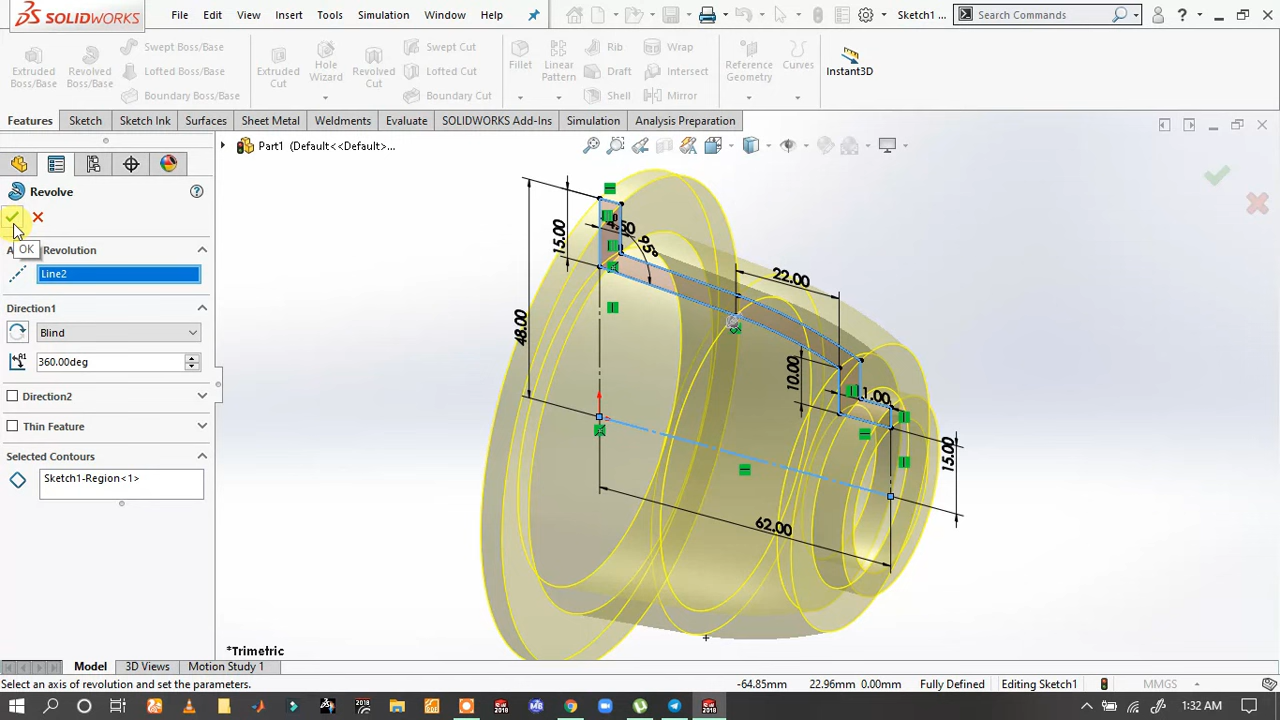 SOLIDWORKS File Edit View Insert Tools Simulation Window Help Sketch1 ... Search Commands
Extruded Boss/Base Revolved Boss/Base Swept Boss/Base Lofted Boss/Base Boundary Boss/Base Extruded Cut Hole Wizard Revolved Cut Swept Cut Lofted Cut Boundary Cut Fillet Linear Pattern Rib Draft Shell Wrap Intersect Mirror Reference Geometry Curves Instant3D
Features Sketch Sketch Ink Surfaces Sheet Metal Weldments Evaluate SOLIDWORKS Add-Ins Simulation Analysis Preparation
Part1 (Default<<Default>...
Revolve
OK
Revolution
Line2
Direction1
Blind
360.00deg
Direction2
Thin Feature
Selected Contours
Sketch1-Region<1>
15.00
4.50
95°
22.00
48.00
10.00
1.00
15.00
62.00
*Trimetric
Model 3D Views Motion Study 1
Select an axis of revolution and set the parameters. -64.85mm 22.96mm 0.00mm Fully Defined Editing Sketch1 MMGS
1:32 AM